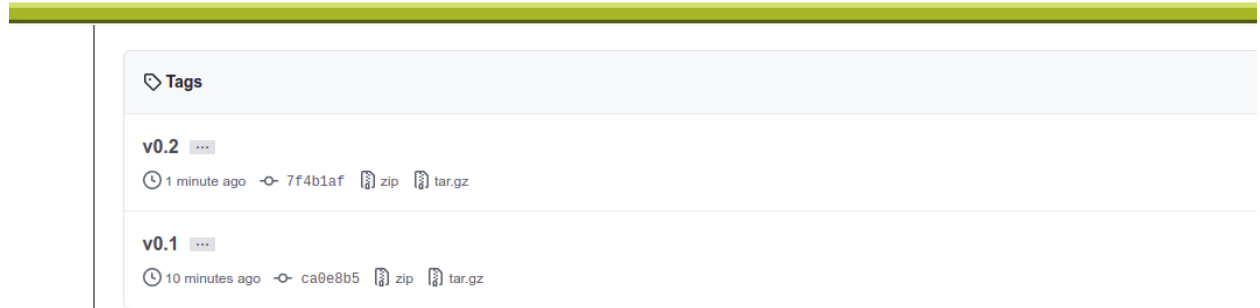 Tags
v0.2 ...
1 minute ago 7f4b1af zip tar.gz
v0.1 ...
10 minutes ago ca0e8b5 zip tar.gz